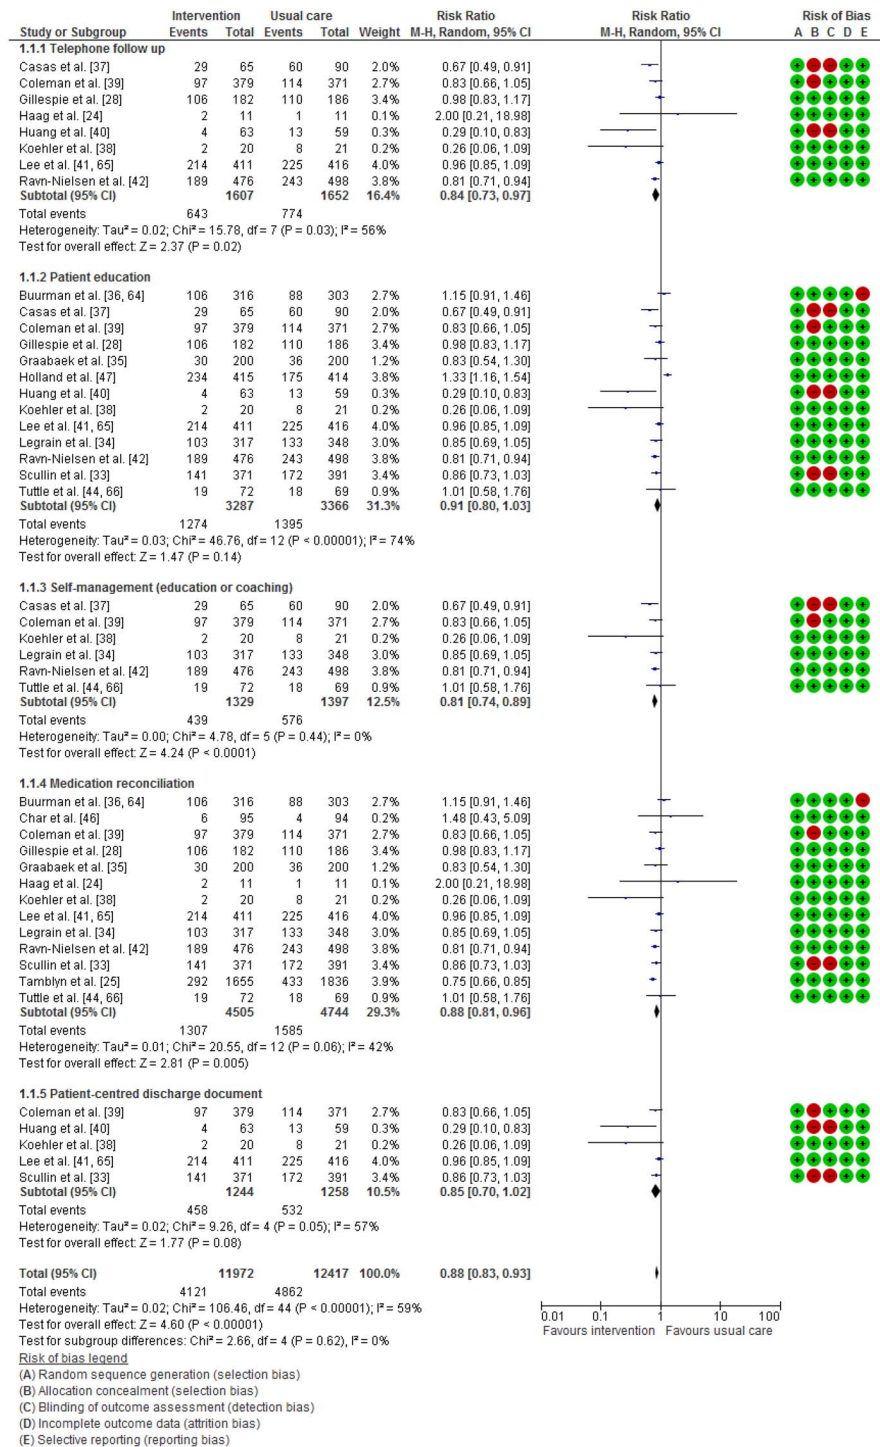 Intervention Usual care Risk Ratio Risk Ratio Risk of Bias
Study or Subgroup Events Total Events Total Weight M-H, Random, 95% CI M-H, Random, 95% CI A B C D E
1.1.1 Telephone follow up
Casas et al. [37] 29 65 60 90 2.0% 0.67 [0.49, 0.91]
Coleman et al. [39] 97 379 114 371 2.7% 0.83 [0.66, 1.05]
Gillespie et al. [28] 106 182 110 186 3.4% 0.98 [0.83, 1.17]
Haag et al. [24] 2 11 1 11 0.1% 2.00 [0.21, 18.98]
Huang et al. [40] 4 63 13 59 0.3% 0.29 [0.10, 0.83]
Koehler et al. [38] 2 20 8 21 0.2% 0.26 [0.06, 1.09]
Lee et al. [41, 65] 214 411 225 416 4.0% 0.96 [0.85, 1.09]
Ravn-Nielsen et al. [42] 189 476 243 498 3.8% 0.81 [0.71, 0.94]
Subtotal (95% CI) 1607 1652 16.4% 0.84 [0.73, 0.97]
Total events 643 774
Heterogeneity: Tau² = 0.02; Chi² = 15.78, df = 7 (P = 0.03); I² = 56%
Test for overall effect: Z = 2.37 (P = 0.02)
1.1.2 Patient education
Buurman et al. [36, 64] 106 316 88 303 2.7% 1.15 [0.91, 1.46]
Casas et al. [37] 29 65 60 90 2.0% 0.67 [0.49, 0.91]
Coleman et al. [39] 97 379 114 371 2.7% 0.83 [0.66, 1.05]
Gillespie et al. [28] 106 182 110 186 3.4% 0.98 [0.83, 1.17]
Graabaek et al. [35] 30 200 36 200 1.2% 0.83 [0.54, 1.30]
Holland et al. [47] 234 415 175 414 3.8% 1.33 [1.16, 1.54]
Huang et al. [40] 4 63 13 59 0.3% 0.29 [0.10, 0.83]
Koehler et al. [38] 2 20 8 21 0.2% 0.26 [0.06, 1.09]
Lee et al. [41, 65] 214 411 225 416 4.0% 0.96 [0.85, 1.09]
Legrain et al. [34] 103 317 133 348 3.0% 0.85 [0.69, 1.05]
Ravn-Nielsen et al. [42] 189 476 243 498 3.8% 0.81 [0.71, 0.94]
Scullin et al. [33] 141 371 172 391 3.4% 0.86 [0.73, 1.03]
Tuttle et al. [44, 66] 19 72 18 69 0.9% 1.01 [0.58, 1.76]
Subtotal (95% CI) 3287 3366 31.3% 0.91 [0.80, 1.03]
Total events 1274 1395
Heterogeneity: Tau² = 0.03; Chi² = 46.76, df = 12 (P < 0.00001); I² = 74%
Test for overall effect: Z = 1.47 (P = 0.14)
1.1.3 Self-management (education or coaching)
Casas et al. [37] 29 65 60 90 2.0% 0.67 [0.49, 0.91]
Coleman et al. [39] 97 379 114 371 2.7% 0.83 [0.66, 1.05]
Koehler et al. [38] 2 20 8 21 0.2% 0.26 [0.06, 1.09]
Legrain et al. [34] 103 317 133 348 3.0% 0.85 [0.69, 1.05]
Ravn-Nielsen et al. [42] 189 476 243 498 3.8% 0.81 [0.71, 0.94]
Tuttle et al. [44, 66] 19 72 18 69 0.9% 1.01 [0.58, 1.76]
Subtotal (95% CI) 1329 1397 12.5% 0.81 [0.74, 0.89]
Total events 439 576
Heterogeneity: Tau² = 0.00; Chi² = 4.78, df = 5 (P = 0.44); I² = 0%
Test for overall effect: Z = 4.24 (P < 0.0001)
1.1.4 Medication reconciliation
Buurman et al. [36, 64] 106 316 88 303 2.7% 1.15 [0.91, 1.46]
Char et al. [46] 6 95 4 94 0.2% 1.48 [0.43, 5.09]
Coleman et al. [39] 97 379 114 371 2.7% 0.83 [0.66, 1.05]
Gillespie et al. [28] 106 182 110 186 3.4% 0.98 [0.83, 1.17]
Graabaek et al. [35] 30 200 36 200 1.2% 0.83 [0.54, 1.30]
Haag et al. [24] 2 11 1 11 0.1% 2.00 [0.21, 18.98]
Koehler et al. [38] 2 20 8 21 0.2% 0.26 [0.06, 1.09]
Lee et al. [41, 65] 214 411 225 416 4.0% 0.96 [0.85, 1.09]
Legrain et al. [34] 103 317 133 348 3.0% 0.85 [0.69, 1.05]
Ravn-Nielsen et al. [42] 189 476 243 498 3.8% 0.81 [0.71, 0.94]
Scullin et al. [33] 141 371 172 391 3.4% 0.86 [0.73, 1.03]
Tamblyn et al. [25] 292 1655 433 1836 3.9% 0.75 [0.66, 0.85]
Tuttle et al. [44, 66] 19 72 18 69 0.9% 1.01 [0.58, 1.76]
Subtotal (95% CI) 4505 4744 29.3% 0.88 [0.81, 0.96]
Total events 1307 1585
Heterogeneity: Tau² = 0.01; Chi² = 20.55, df = 12 (P = 0.06); I² = 42%
Test for overall effect: Z = 2.81 (P = 0.005)
1.1.5 Patient-centred discharge document
Coleman et al. [39] 97 379 114 371 2.7% 0.83 [0.66, 1.05]
Huang et al. [40] 4 63 13 59 0.3% 0.29 [0.10, 0.83]
Koehler et al. [38] 2 20 8 21 0.2% 0.26 [0.06, 1.09]
Lee et al. [41, 65] 214 411 225 416 4.0% 0.96 [0.85, 1.09]
Scullin et al. [33] 141 371 172 391 3.4% 0.86 [0.73, 1.03]
Subtotal (95% CI) 1244 1258 10.5% 0.85 [0.70, 1.02]
Total events 458 532
Heterogeneity: Tau² = 0.02; Chi² = 9.26, df = 4 (P = 0.05); I² = 57%
Test for overall effect: Z = 1.77 (P = 0.08)
Total (95% CI) 11972 12417 100.0% 0.88 [0.83, 0.93]
Total events 4121 4862
Heterogeneity: Tau² = 0.02; Chi² = 106.46, df = 44 (P < 0.00001); I² = 59%
Test for overall effect: Z = 4.60 (P < 0.00001)
Test for subgroup differences: Chi² = 2.66, df = 4 (P = 0.62), I² = 0%
0.01 0.1 1 10 100
Favours intervention Favours usual care
Risk of bias legend
(A) Random sequence generation (selection bias)
(B) Allocation concealment (selection bias)
(C) Blinding of outcome assessment (detection bias)
(D) Incomplete outcome data (attrition bias)
(E) Selective reporting (reporting bias)